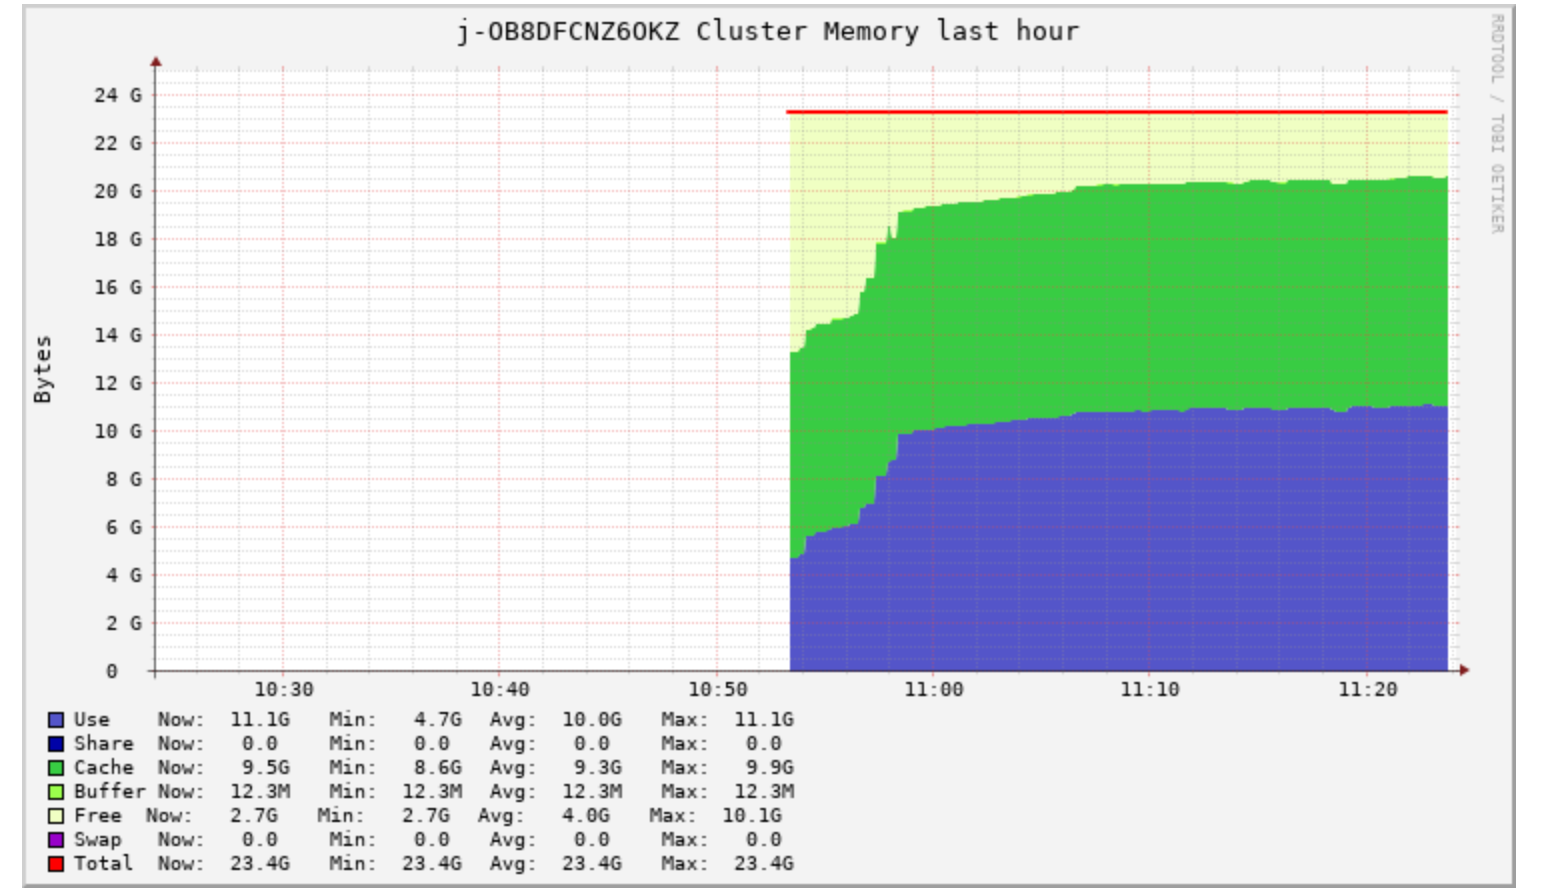 j-OB8DFCNZ6OKZ Cluster Memory last hour
RRDTOOL / TOBI OETIKER
Bytes
24 G
22 G
20 G
18 G
16 G
14 G
12 G
10 G
8 G
6 G
4 G
2 G
0
10:30 10:40 10:50 11:00 11:10 11:20
Use Now: 11.1G Min: 4.7G Avg: 10.0G Max: 11.1G
Share Now: 0.0 Min: 0.0 Avg: 0.0 Max: 0.0
Cache Now: 9.5G Min: 8.6G Avg: 9.3G Max: 9.9G
Buffer Now: 12.3M Min: 12.3M Avg: 12.3M Max: 12.3M
Free Now: 2.7G Min: 2.7G Avg: 4.0G Max: 10.1G
Swap Now: 0.0 Min: 0.0 Avg: 0.0 Max: 0.0
Total Now: 23.4G Min: 23.4G Avg: 23.4G Max: 23.4G